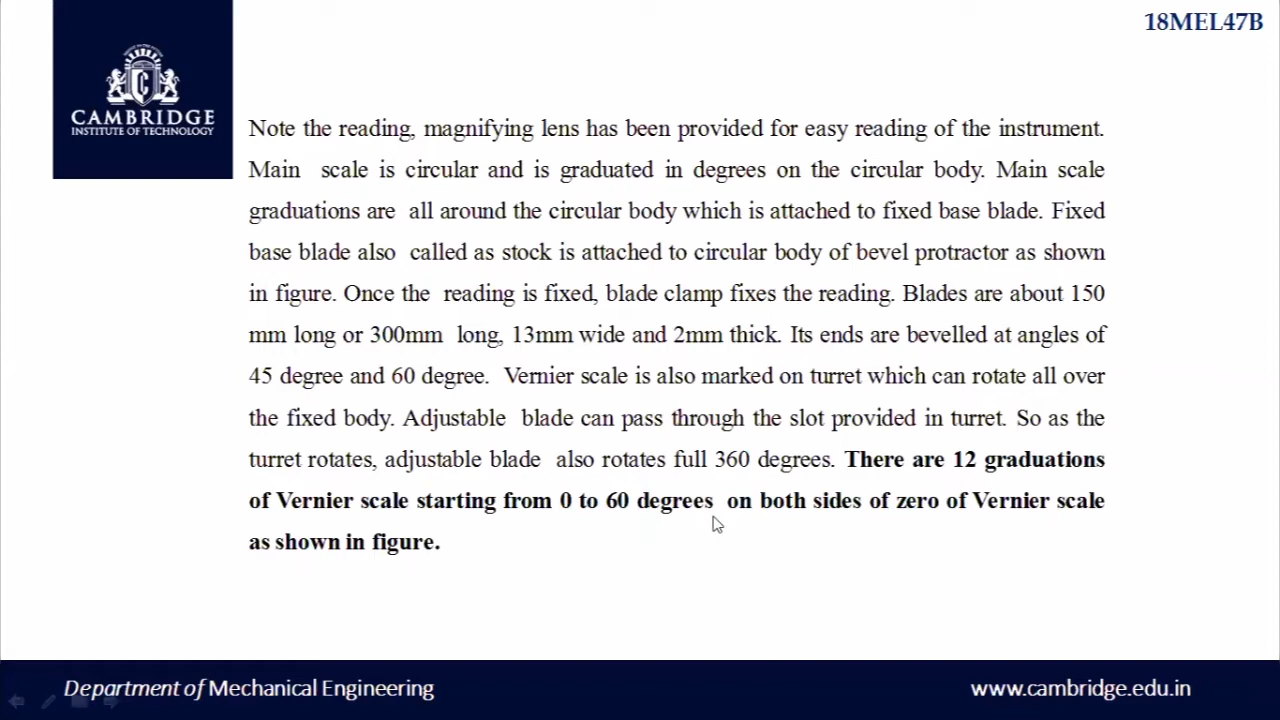 18MEL47B
CAMBRIDGE
INSTITUTE OF TECHNOLOGY
Note the reading, magnifying lens has been provided for easy reading of the instrument.
Main scale is circular and is graduated in degrees on the circular body. Main scale
graduations are all around the circular body which is attached to fixed base blade. Fixed
base blade also called as stock is attached to circular body of bevel protractor as shown
in figure. Once the reading is fixed, blade clamp fixes the reading. Blades are about 150
mm long or 300mm long, 13mm wide and 2mm thick. Its ends are bevelled at angles of
45 degree and 60 degree. Vernier scale is also marked on turret which can rotate all over
the fixed body. Adjustable blade can pass through the slot provided in turret. So as the
turret rotates, adjustable blade also rotates full 360 degrees. There are 12 graduations
of Vernier scale starting from 0 to 60 degrees on both sides of zero of Vernier scale
as shown in figure.
Department of Mechanical Engineering
www.cambridge.edu.in